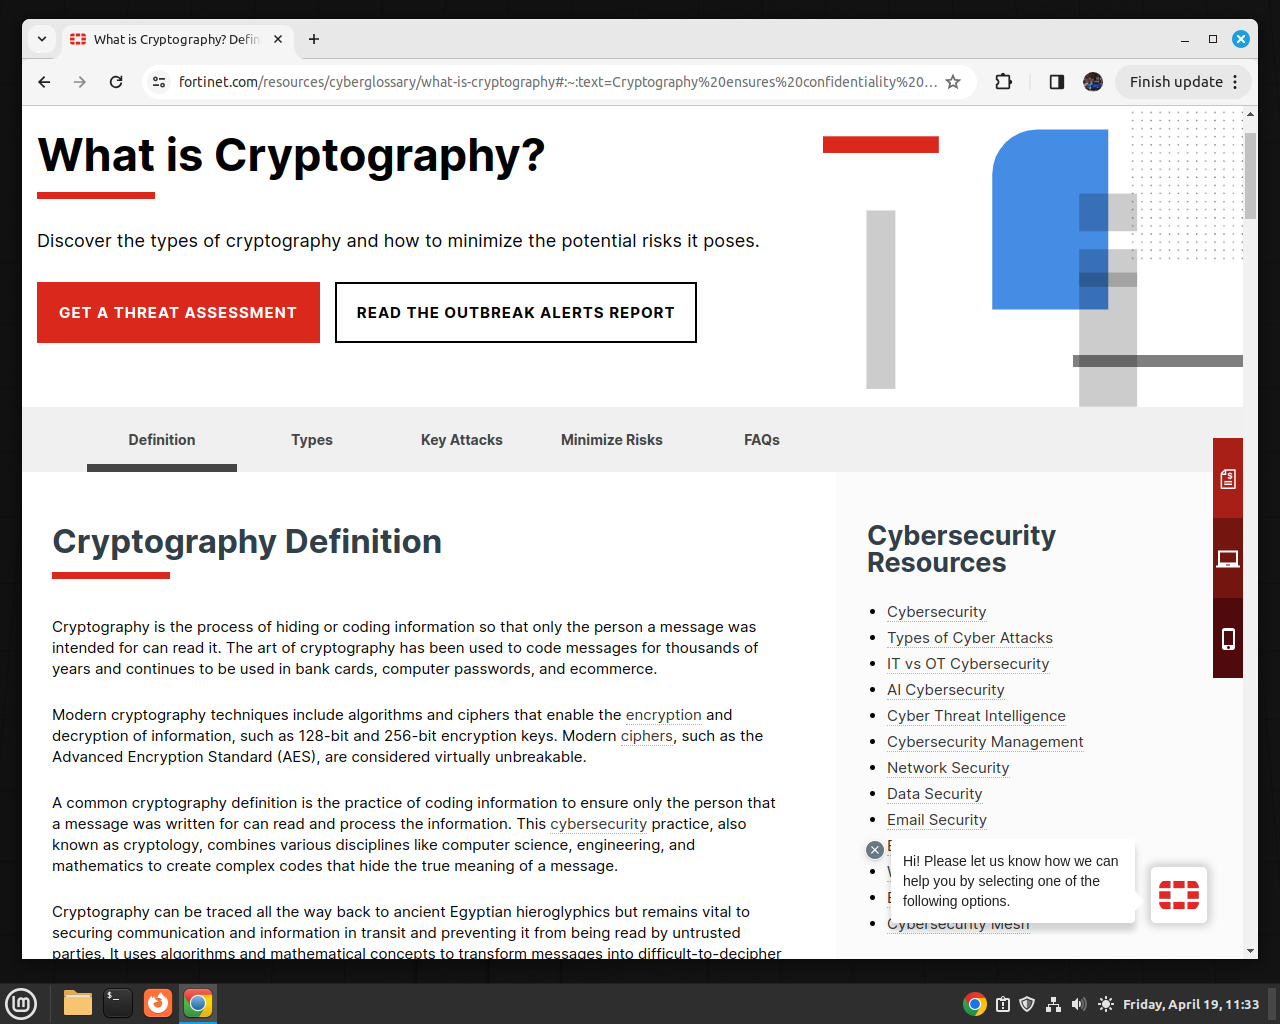 What is Cryptography? Defin
fortinet.com/resources/cyberglossary/what-is-cryptography#:~:text=Cryptography%20ensures%20confidentiality%20...
Finish update
What is Cryptography?
Discover the types of cryptography and how to minimize the potential risks it poses.
GET A THREAT ASSESSMENT
READ THE OUTBREAK ALERTS REPORT
Definition
Types
Key Attacks
Minimize Risks
FAQs
Cryptography Definition
Cryptography is the process of hiding or coding information so that only the person a message was
intended for can read it. The art of cryptography has been used to code messages for thousands of
years and continues to be used in bank cards, computer passwords, and ecommerce.
Modern cryptography techniques include algorithms and ciphers that enable the encryption and
decryption of information, such as 128-bit and 256-bit encryption keys. Modern ciphers, such as the
Advanced Encryption Standard (AES), are considered virtually unbreakable.
A common cryptography definition is the practice of coding information to ensure only the person that
a message was written for can read and process the information. This cybersecurity practice, also
known as cryptology, combines various disciplines like computer science, engineering, and
mathematics to create complex codes that hide the true meaning of a message.
Cryptography can be traced all the way back to ancient Egyptian hieroglyphics but remains vital to
securing communication and information in transit and preventing it from being read by untrusted
parties. It uses algorithms and mathematical concepts to transform messages into difficult-to-decipher
Cybersecurity
Resources
Cybersecurity
Types of Cyber Attacks
IT vs OT Cybersecurity
AI Cybersecurity
Cyber Threat Intelligence
Cybersecurity Management
Network Security
Data Security
Email Security
Cybersecurity Mesh
Hi! Please let us know how we can
help you by selecting one of the
following options.
Friday, April 19, 11:33